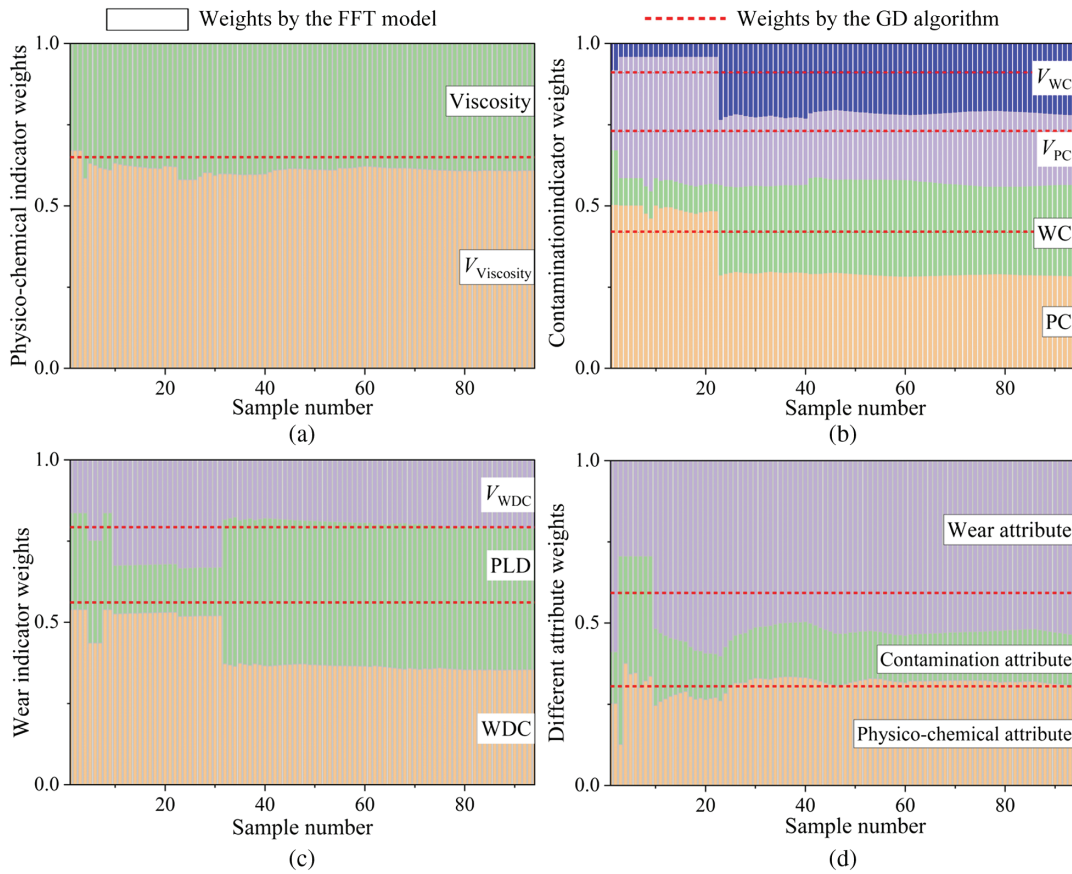 Weights by the FFT model
Weights by the GD algorithm
Physico-chemical indicator weights
1.0
0.5
0.0
Viscosity
VViscosity
20
40
60
80
Sample number
(a)
Contaminationindicator weights
1.0
0.5
0.0
VWC
VPC
WC
PC
20
40
60
80
Sample number
(b)
Wear indicator weights
1.0
0.5
0.0
VWDC
PLD
WDC
20
40
60
80
Sample number
(c)
Different attribute weights
1.0
0.5
0.0
Wear attribute
Contamination attribute
Physico-chemical attribute
20
40
60
80
Sample number
(d)